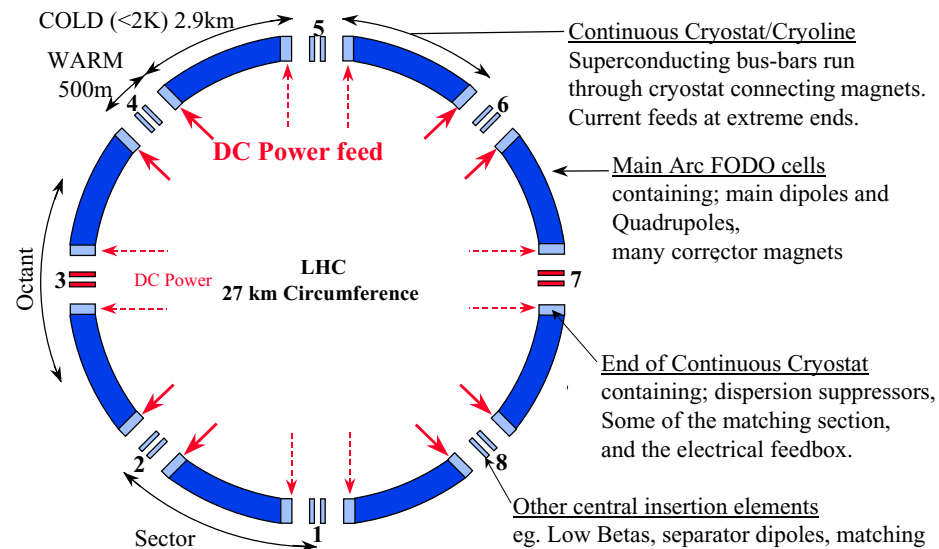 COLD (<2K) 2.9km
WARM
500m
5
4
6
Continuous Cryostat/Cryoline
Superconducting bus-bars run
through cryostat connecting magnets.
Current feeds at extreme ends.
DC Power feed
Main Arc FODO cells
containing; main dipoles and
Quadrupoles,
many corrector magnets
Octant
3
DC Power
LHC
27 km Circumference
7
End of Continuous Cryostat
containing; dispersion suppressors,
Some of the matching section,
and the electrical feedbox.
2
8
Sector
1
Other central insertion elements
eg. Low Betas, separator dipoles, matching